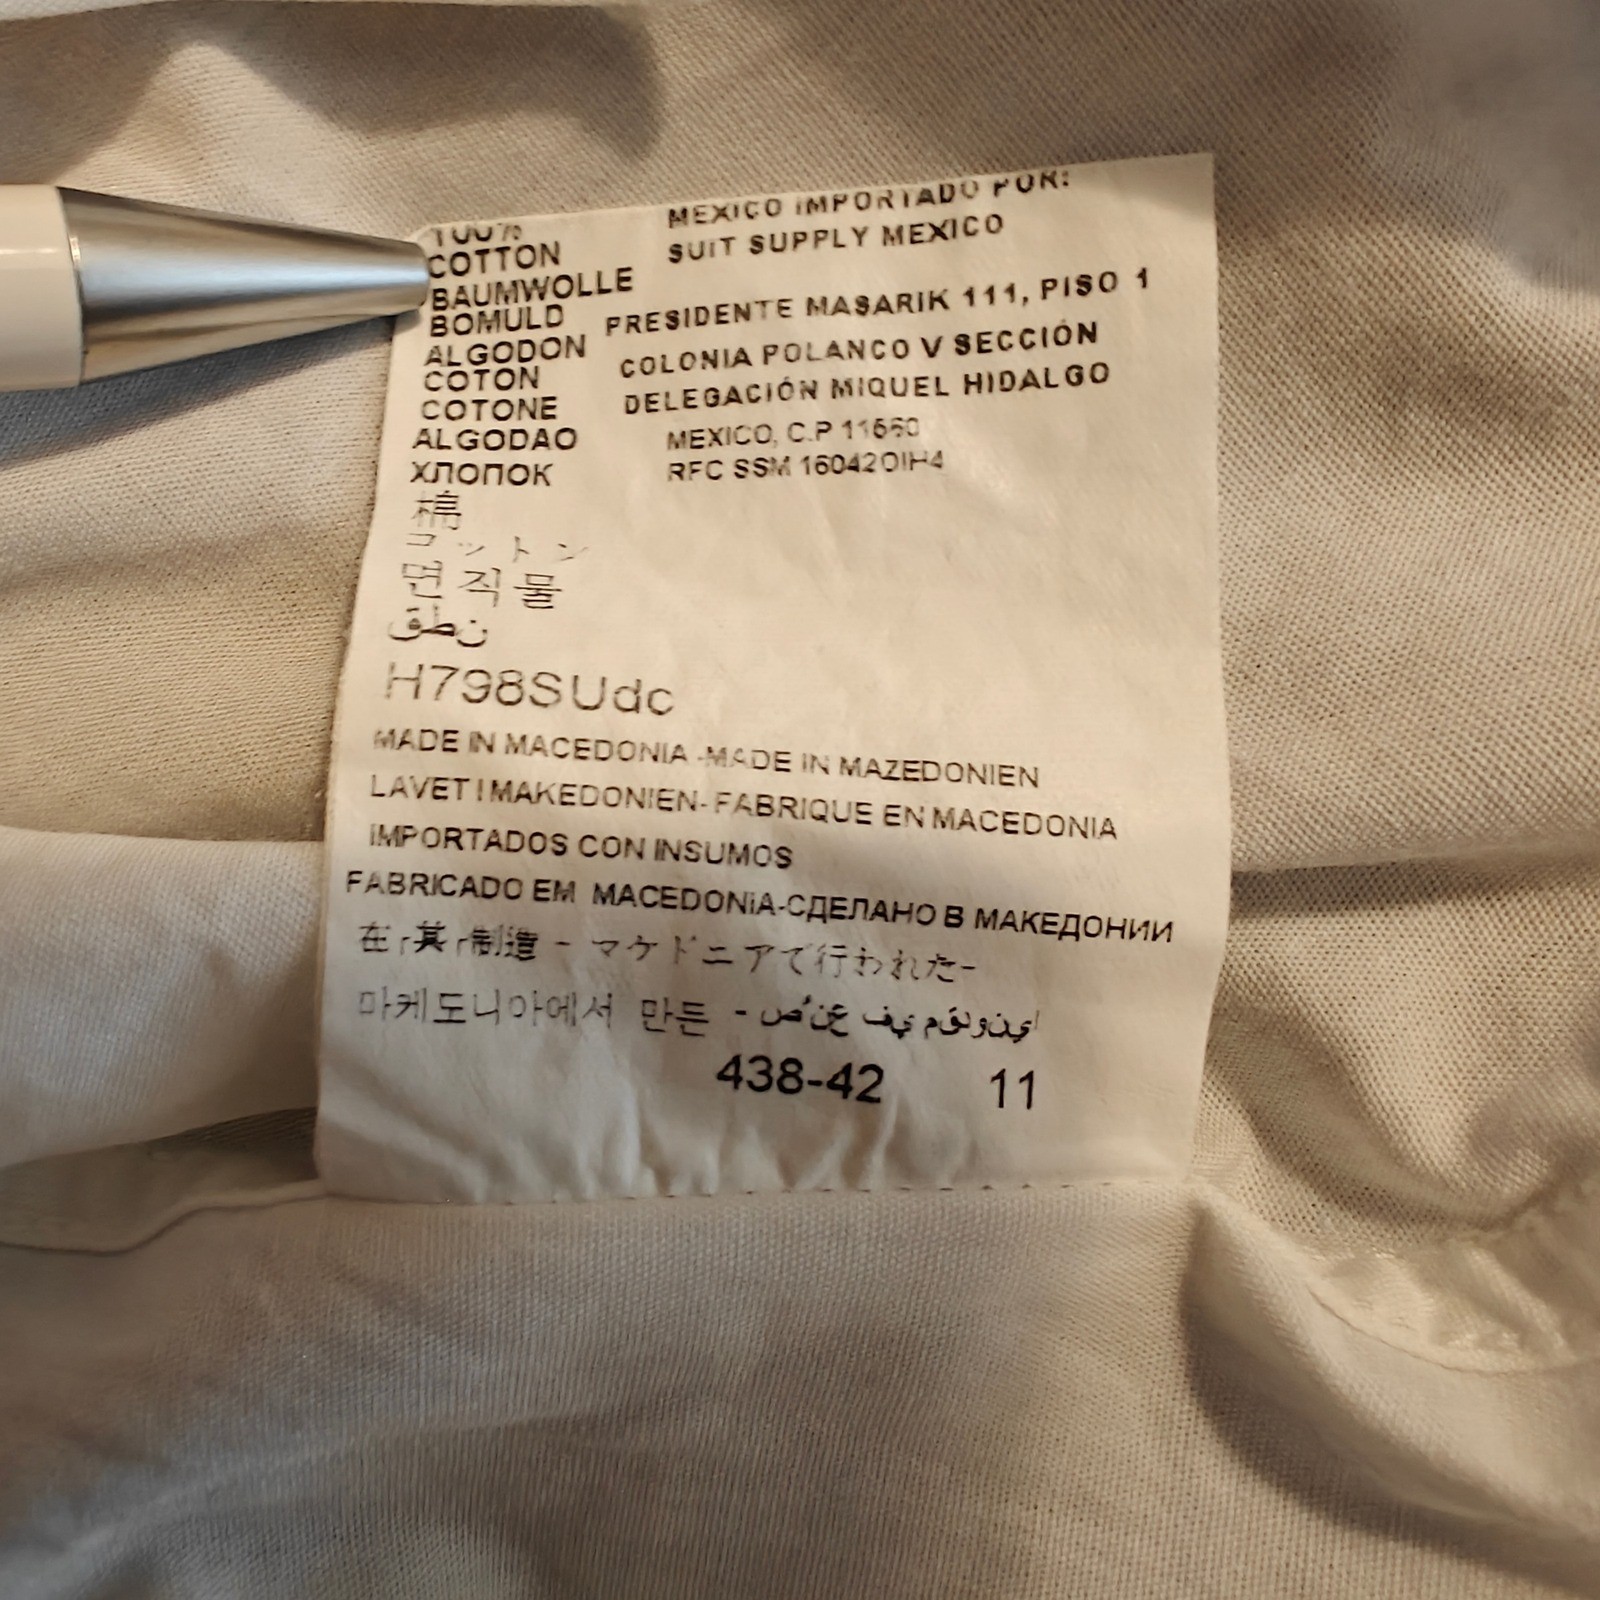 100%
COTTON
BAUMWOLLE
BOMULD
ALGODON
COTON
COTONE
ALGODAO
ХЛОПОК
棉
コットン
면직물
قطن
MEXICO IMPORTADO POR:
SUIT SUPPLY MEXICO
PRESIDENTE MASARIK 111, PISO 1
COLONIA POLANCO V SECCIÓN
DELEGACIÓN MIQUEL HIDALGO
MEXICO, C.P 11560
RFC SSM 160420IH4
H798SUdc
MADE IN MACEDONIA -MADE IN MAZEDONIEN
LAVET I MAKEDONIEN- FABRIQUE EN MACEDONIA
IMPORTADOS CON INSUMOS
FABRICADO EM MACEDONiA-СДЕЛАНО В МАКЕДОНИИ
在┌其┌制造 - マケドニアで行われた-
마케도니아에서 만든 -
438-42 11